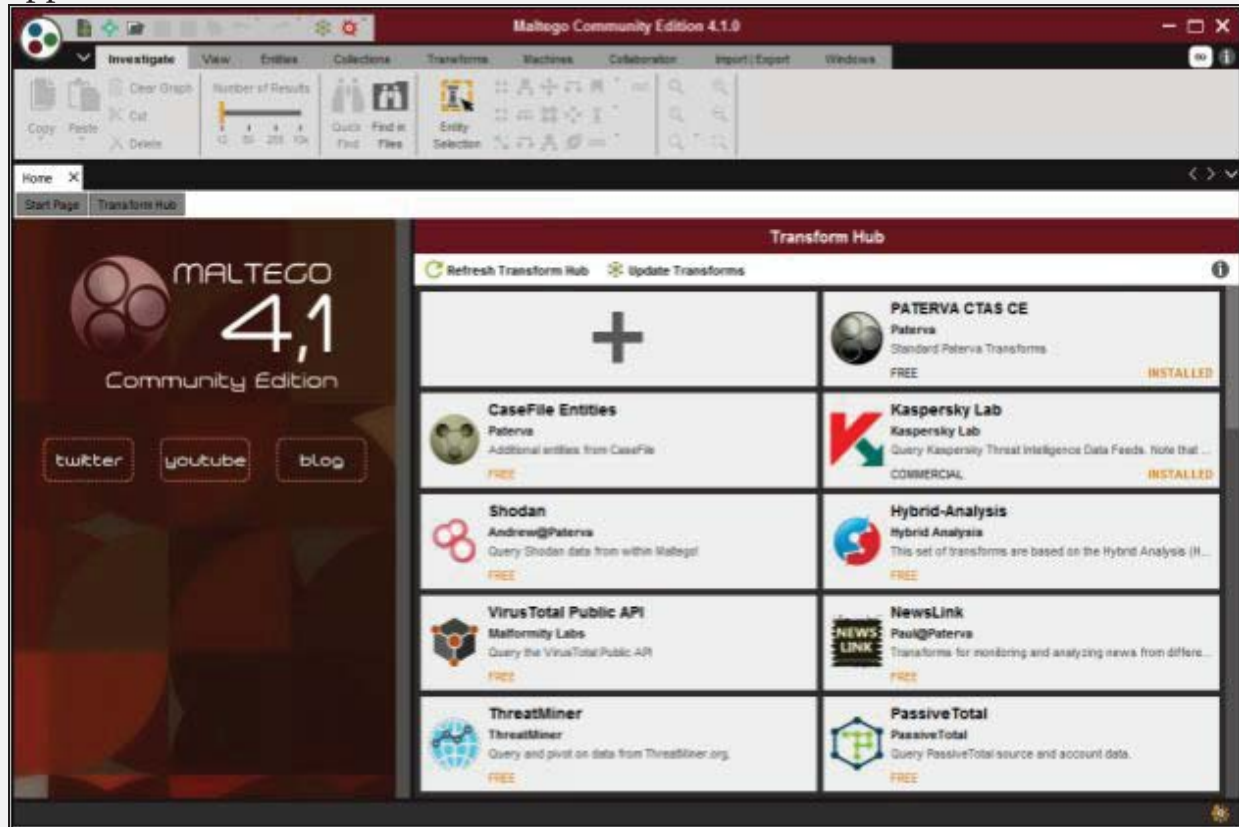 Maltego Community Edition 4.1.0
Investigate View Entities Collections Transforms Machines Collaboration Import | Export Windows
Copy Paste Clear Graph Cut Delete
Number of Results
Quick Find Find in Files
Entity Selection
Home X
Start Page Transform Hub
MALTEGO
4,1
Community Edition
twitter youtube blog
Transform Hub
Refresh Transform Hub Update Transforms
PATERVA CTAS CE
Paterva
Standard Paterva Transforms
FREE INSTALLED
CaseFile Entities
Paterva
Additional entities from CaseFile
FREE
Kaspersky Lab
Kaspersky Lab
Query Kaspersky Threat Intelligence Data Feeds. Note that ...
COMMERCIAL INSTALLED
Shodan
Andrew@Paterva
Query Shodan data from within Maltego!
FREE
Hybrid-Analysis
Hybrid Analysis
This set of transforms are based on the Hybrid Analysis (H...
FREE
VirusTotal Public API
Malformity Labs
Query the VirusTotal Public API
FREE
NEWS LINK
NewsLink
Paul@Paterva
Transforms for monitoring and analyzing news from differe...
FREE
ThreatMiner
ThreatMiner
Query and pivot on data from ThreatMiner.org.
FREE
PassiveTotal
PassiveTotal
Query PassiveTotal source and account data.
FREE